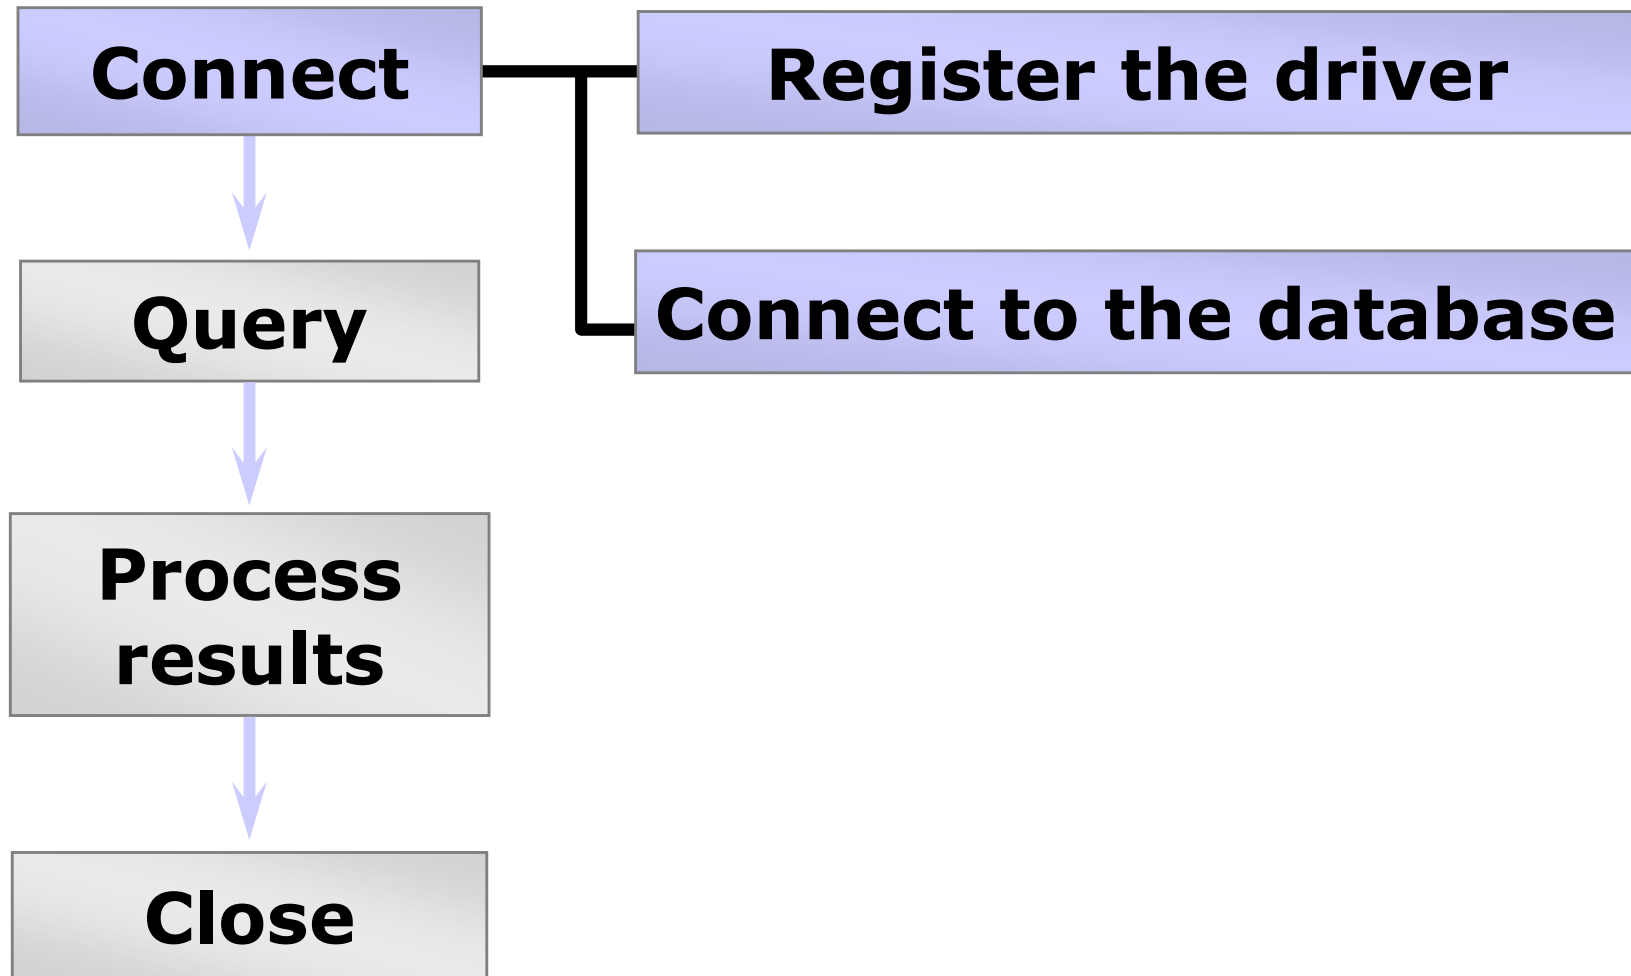 Connect
Register the driver
Query
Connect to the database
Process
results
Close